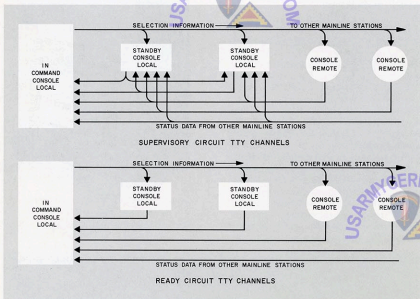 SELECTION INFORMATION
TO OTHER MAINLINE STATIONS
IN
COMMAND
CONSOLE
LOCAL
STANDBY
CONSOLE
LOCAL
STANDBY
CONSOLE
LOCAL
CONSOLE
REMOTE
CONSOLE
REMOTE
STATUS DATA FROM OTHER MAINLINE STATIONS
SUPERVISORY CIRCUIT TTY CHANNELS
SELECTION INFORMATION
TO OTHER MAINLINE STATIONS
IN
COMMAND
CONSOLE
LOCAL
STANDBY
CONSOLE
LOCAL
STANDBY
CONSOLE
LOCAL
CONSOLE
REMOTE
CONSOLE
REMOTE
STATUS DATA FROM OTHER MAINLINE STATIONS
READY CIRCUIT TTY CHANNELS